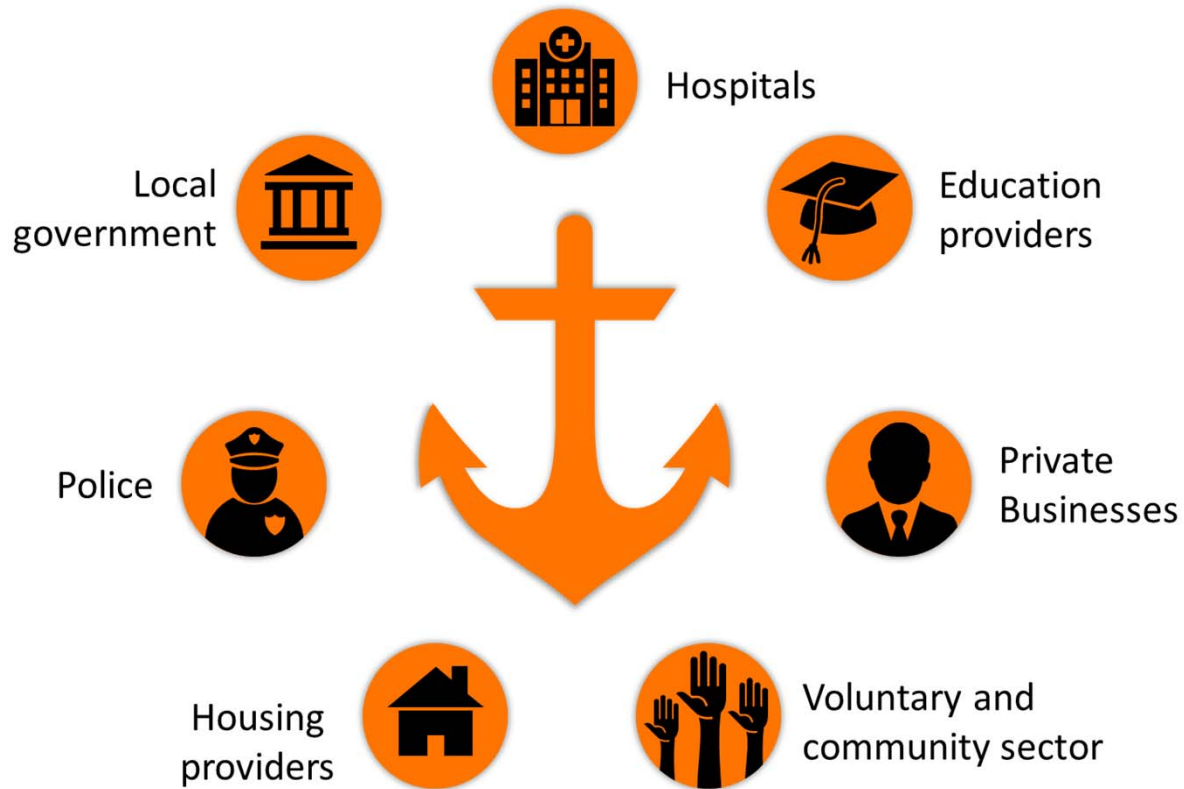 Hospitals
Local
government
Education
providers
Police
Private
Businesses
Housing
providers
Voluntary and
community sector